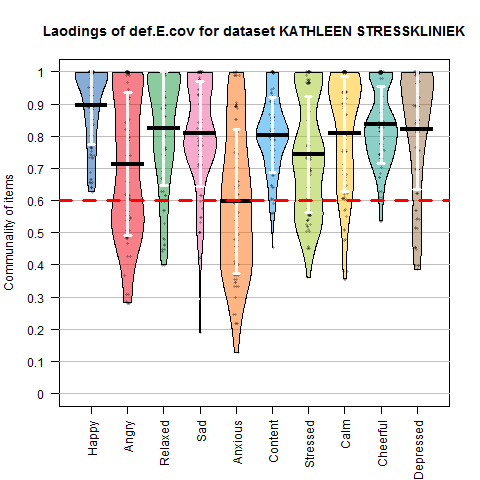 Laodings of def.E.cov for dataset KATHLEEN STRESSKLINIEK
Communality of items
1
0.9
0.8
0.7
0.6
0.5
0.4
0.3
0.2
0.1
0
Happy
Angry
Relaxed
Sad
Anxious
Content
Stressed
Calm
Cheerful
Depressed